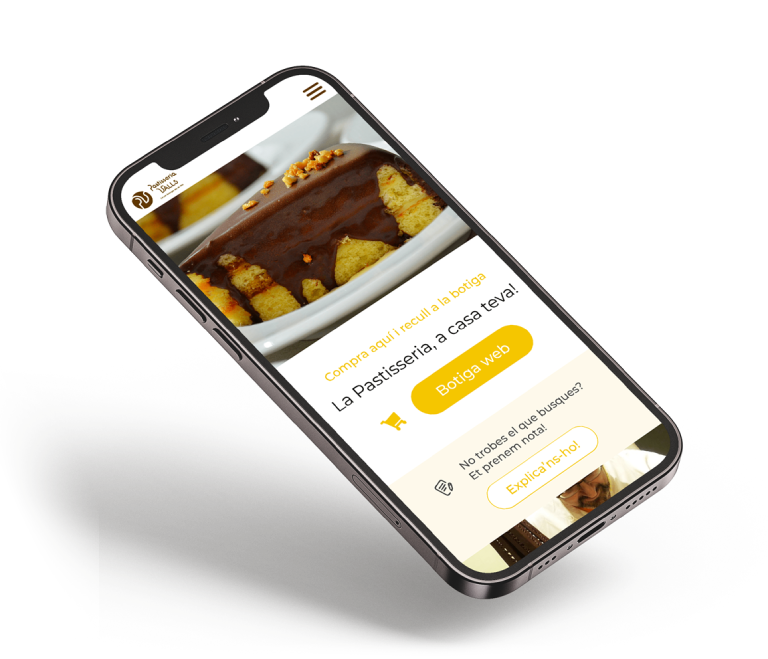 Pastisseria
VALLS
Compra aquí i recull a la botiga
La Pastisseria, a casa teva!
Botiga web
No trobes el que busques?
Et prenem nota!
Explica'ns-ho!